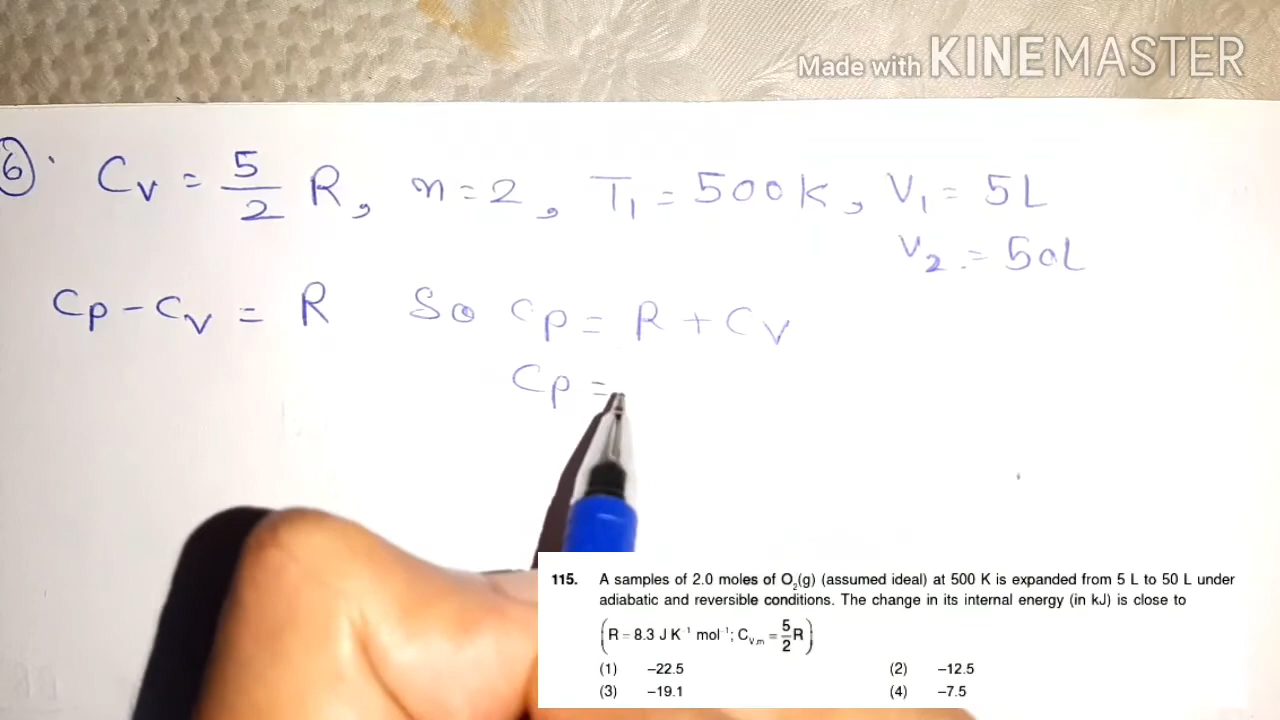 Made with KINEMASTER
6. Cv = 5/2 R, n = 2, T₁ = 500K, V₁ = 5L
V₂ = 50L
Cp - Cv = R So Cp = R + Cv
Cp =
115. A samples of 2.0 moles of O₂(g) (assumed ideal) at 500 K is expanded from 5 L to 50 L under
adiabatic and reversible conditions. The change in its internal energy (in kJ) is close to
(R = 8.3 J K⁻¹ mol⁻¹; Cv,m = 5/2 R)
(1) –22.5 (2) –12.5
(3) –19.1 (4) –7.5